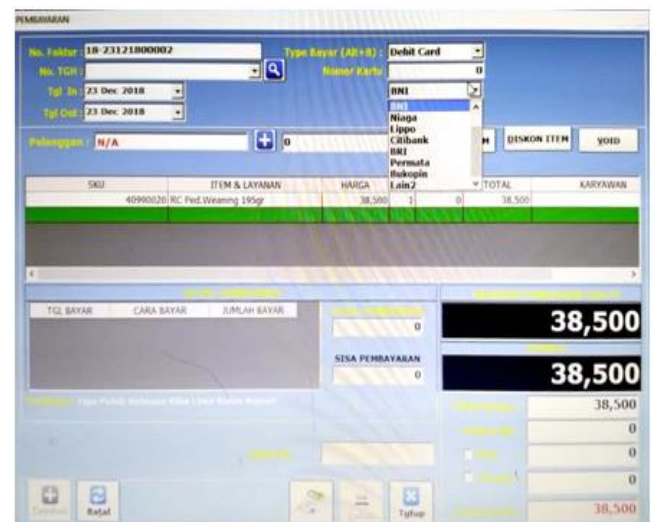 PEMBAYARAN
No. Faktur : 18-23121800002
Type Bayar (Alt+B) : Debit Card
No. TGH :
Nomor Kartu 0
Tgl In : 23 Dec 2018
BNI
Tgl Out : 23 Dec 2018
BNI
Niaga
Lippo
Citibank
BRI
Permata
Bukopin
Lain2
Pelanggan : N/A
0
DISKON ITEM
VOID
SKU ITEM & LAYANAN HARGA TOTAL KARYAWAN
40990020 RC Ped.Weaning 195gr 38,500 1 0 38,500
TGL BAYAR CARA BAYAR JUMLAH BAYAR
0
38,500
SISA PEMBAYARAN
0
38,500
38,500
0
0
0
38,500
Batal
Tutup